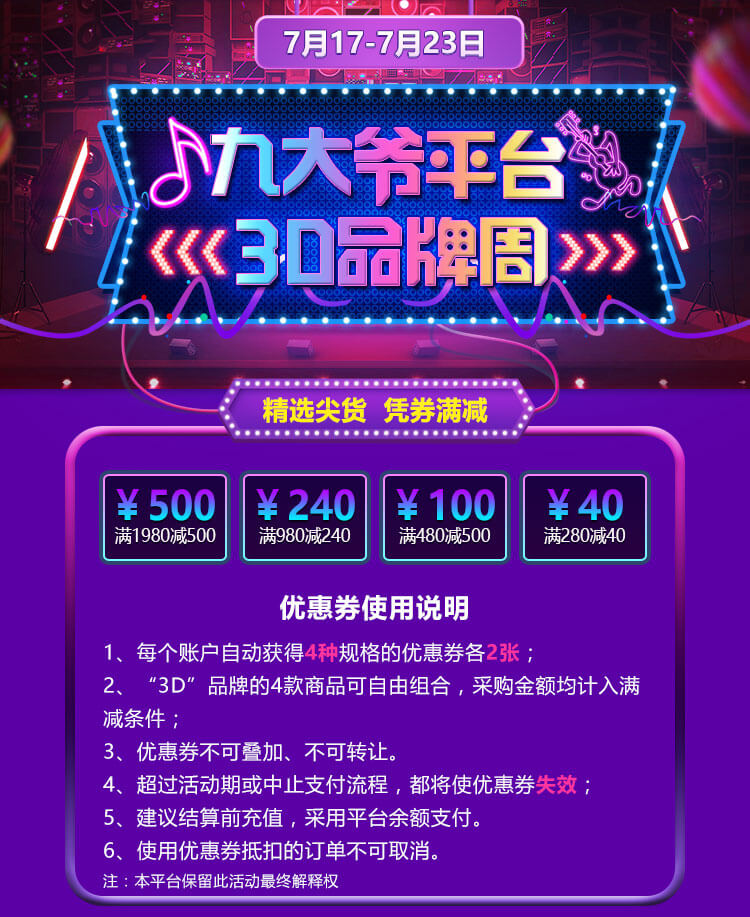 7月17-7月23日
九大爷平台
3D品牌周
精选尖货 凭券满减
￥500
满1980减500
￥240
满980减240
￥100
满480减500
￥40
满280减40
优惠券使用说明
1、每个账户自动获得4种规格的优惠券各2张；
2、“3D”品牌的4款商品可自由组合，采购金额均计入满
减条件；
3、优惠券不可叠加、不可转让。
4、超过活动期或中止支付流程，都将使优惠券失效；
5、建议结算前充值，采用平台余额支付。
6、使用优惠券抵扣的订单不可取消。
注：本平台保留此活动最终解释权